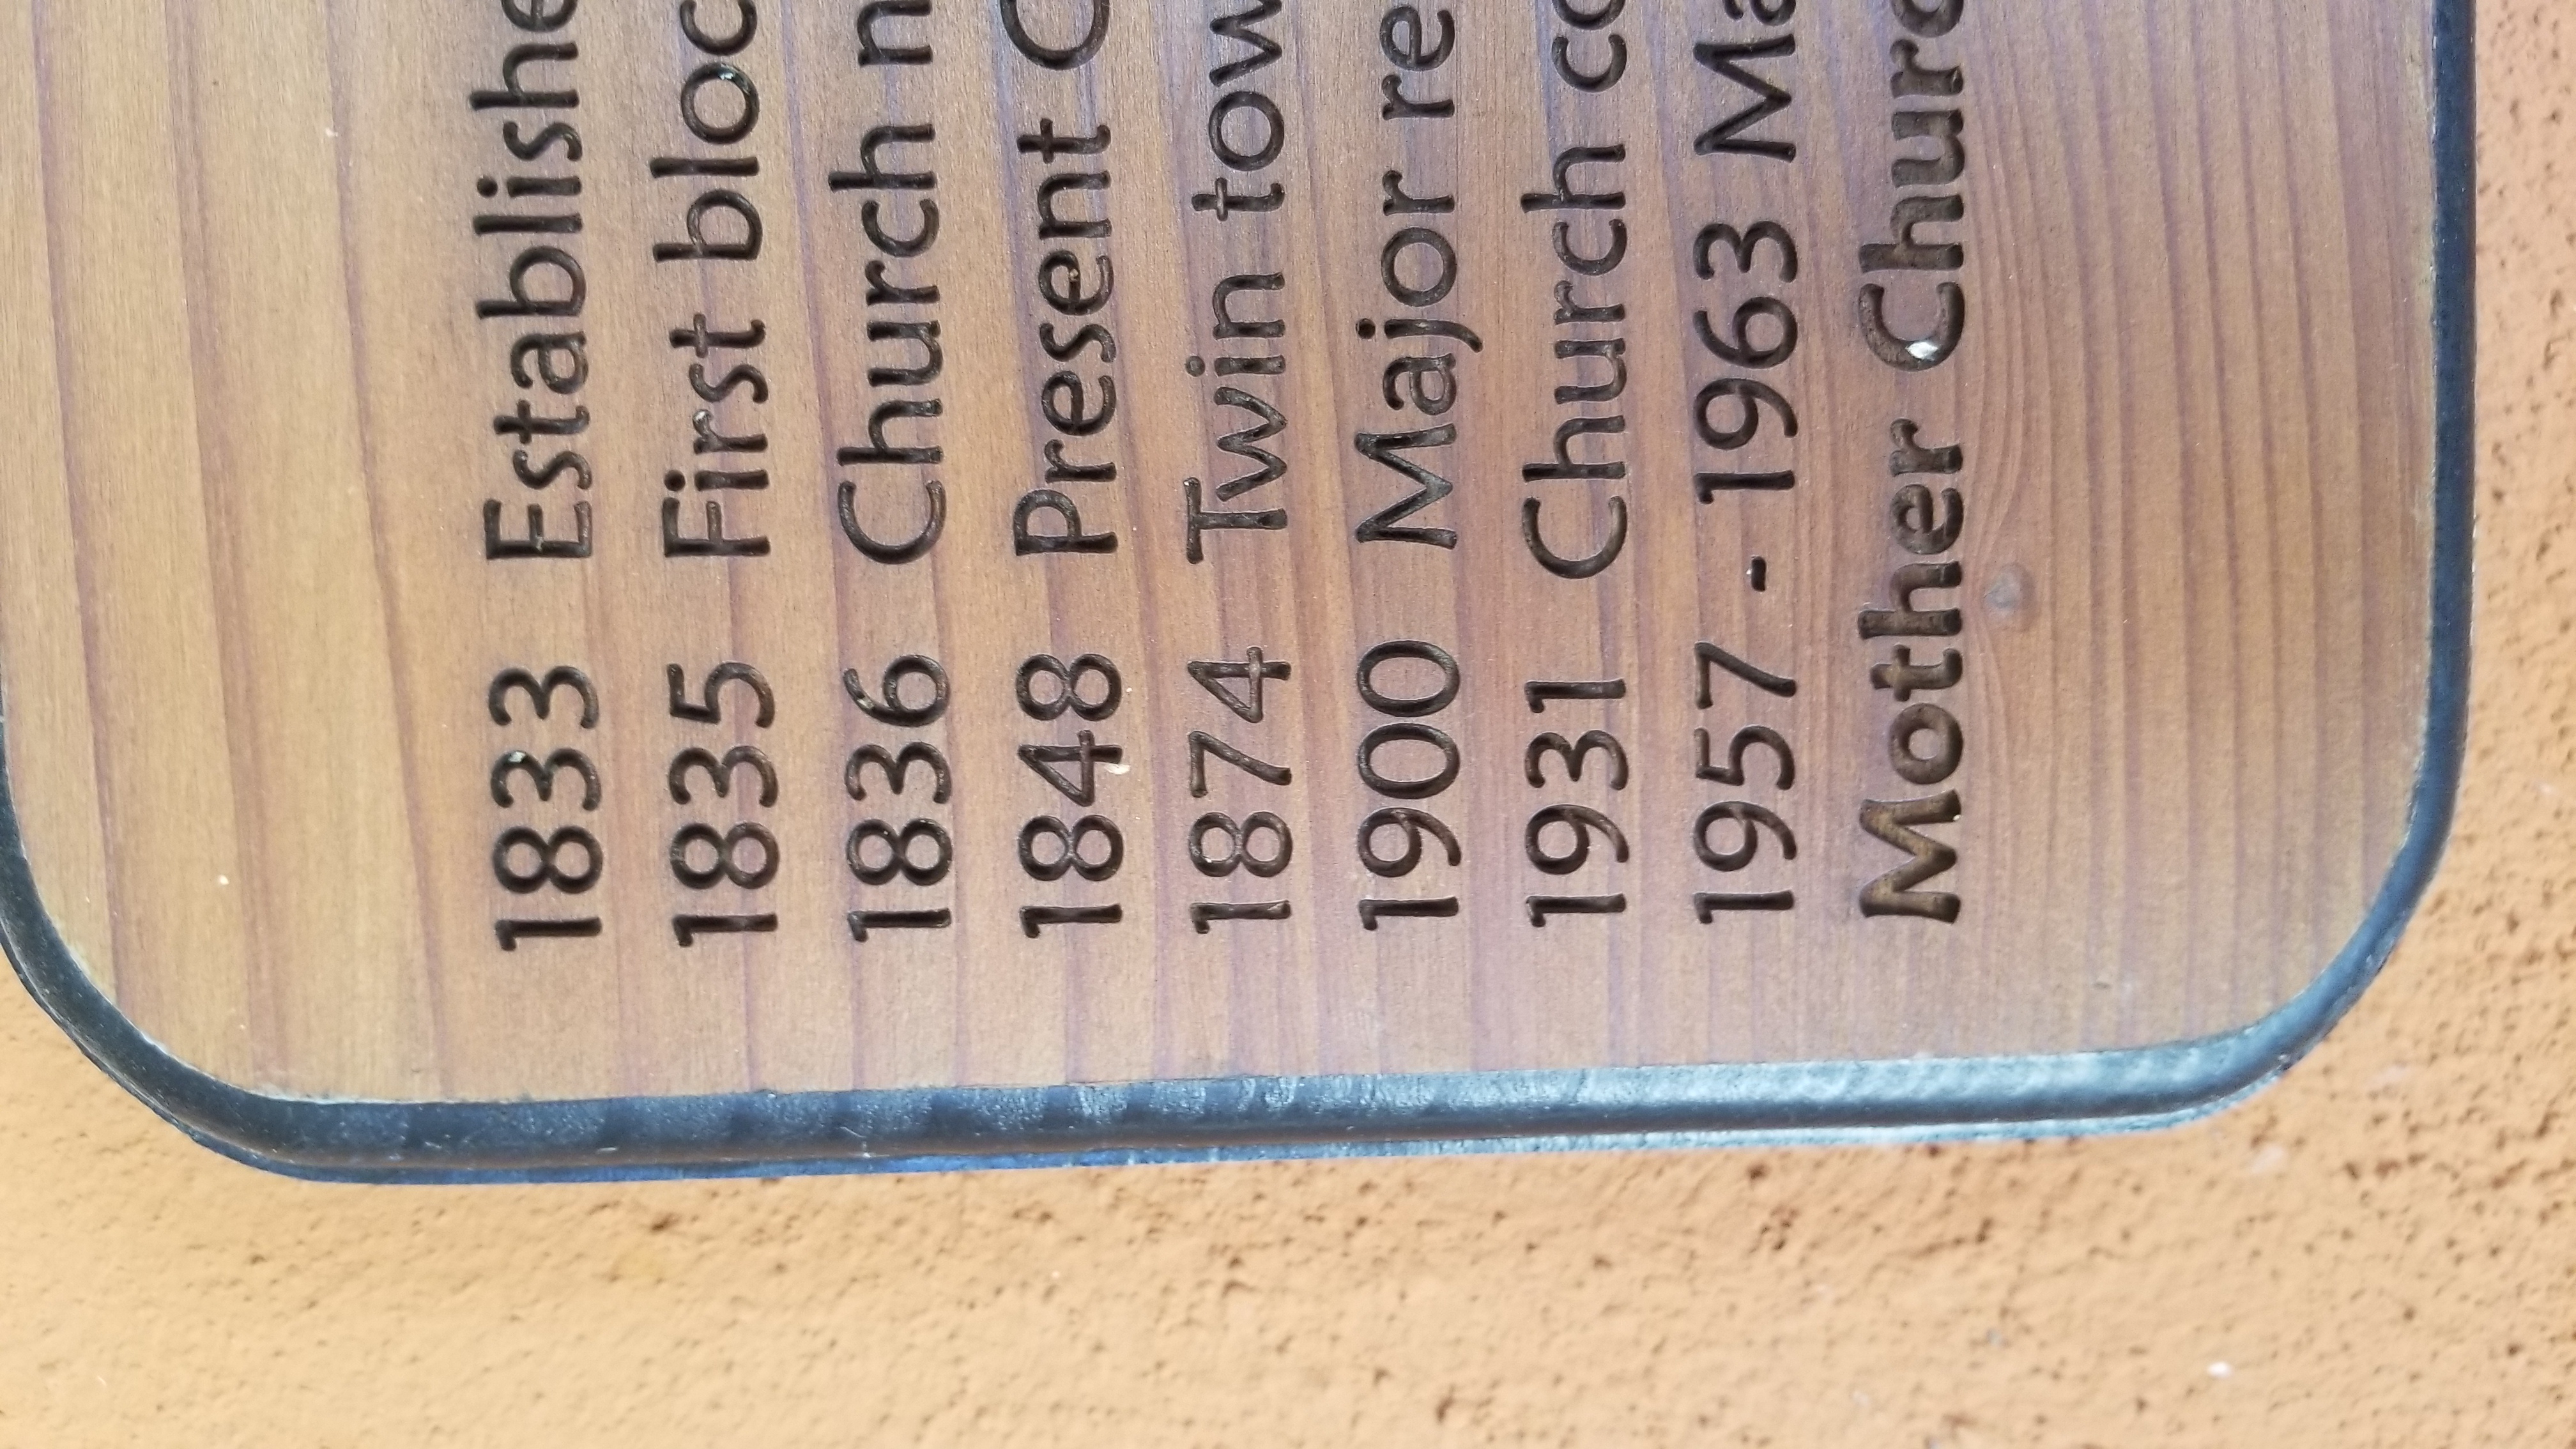 1833 Establishe
1835 First bloc
1836 Church n
1848 Present C
1874 Twin tow
1900 Major re
1931 Church co
1957 - 1963 Ma
Mother Churc